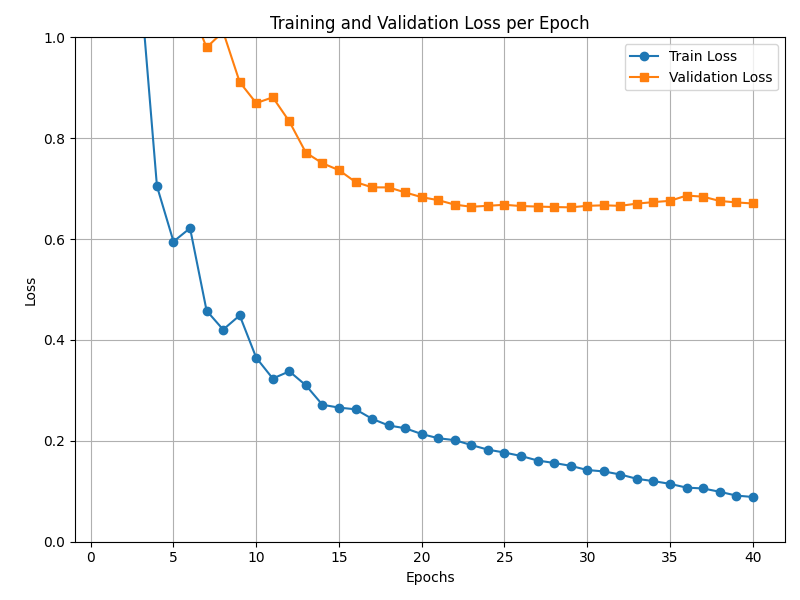 Training and Validation Loss per Epoch
Train Loss
Validation Loss
1.0
0.8
0.6
0.4
0.2
0.0
Loss
0 5 10 15 20 25 30 35 40
Epochs